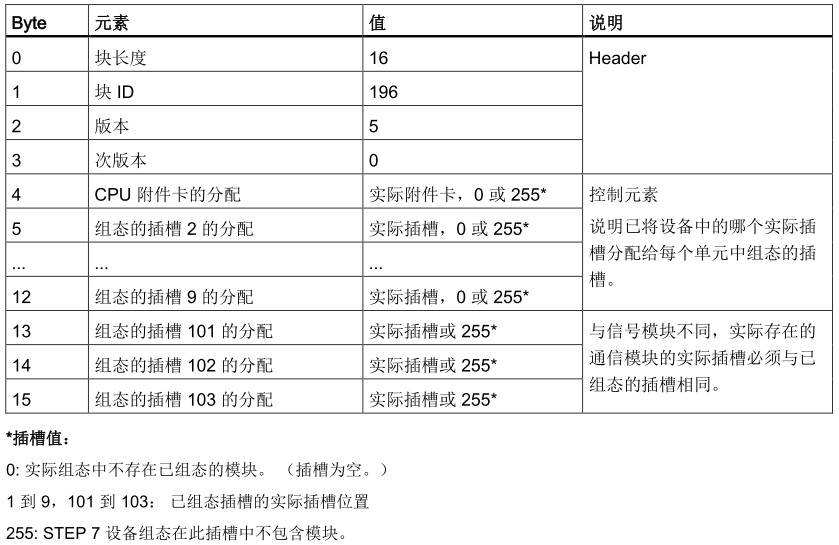 Byte 元素 值 说明
0 块长度 16 Header
1 块 ID 196
2 版本 5
3 次版本 0
4 CPU 附件卡的分配 实际附件卡，0 或 255* 控制元素
5 组态的插槽 2 的分配 实际插槽，0 或 255* 说明已将设备中的哪个实际插
槽分配给每个单元中组态的插
... ... ... 槽。
12 组态的插槽 9 的分配 实际插槽，0 或 255*
13 组态的插槽 101 的分配 实际插槽或 255* 与信号模块不同，实际存在的
14 组态的插槽 102 的分配 实际插槽或 255* 通信模块的实际插槽必须与已
15 组态的插槽 103 的分配 实际插槽或 255* 组态的插槽相同。
*插槽值：
0: 实际组态中不存在已组态的模块。 （插槽为空。）
1 到 9，101 到 103： 已组态插槽的实际插槽位置
255: STEP 7 设备组态在此插槽中不包含模块。